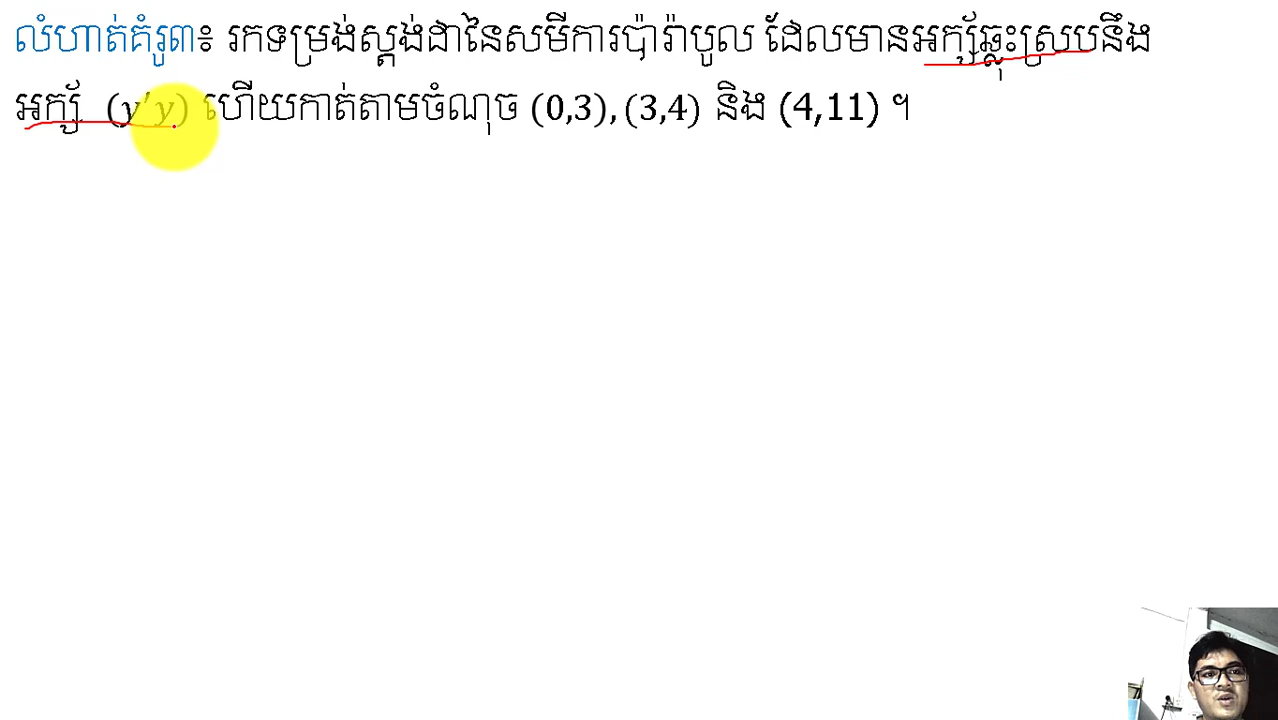 លំហាត់គំរូ៣៖ រកទម្រង់ស្តង់ដានៃសមីការប៉ារ៉ាបូល ដែលមានអក្ស័ឆ្លុះស្របនឹង
អក្ស័ (y′y) ហើយកាត់តាមចំណុច (0,3), (3,4) និង (4,11) ។